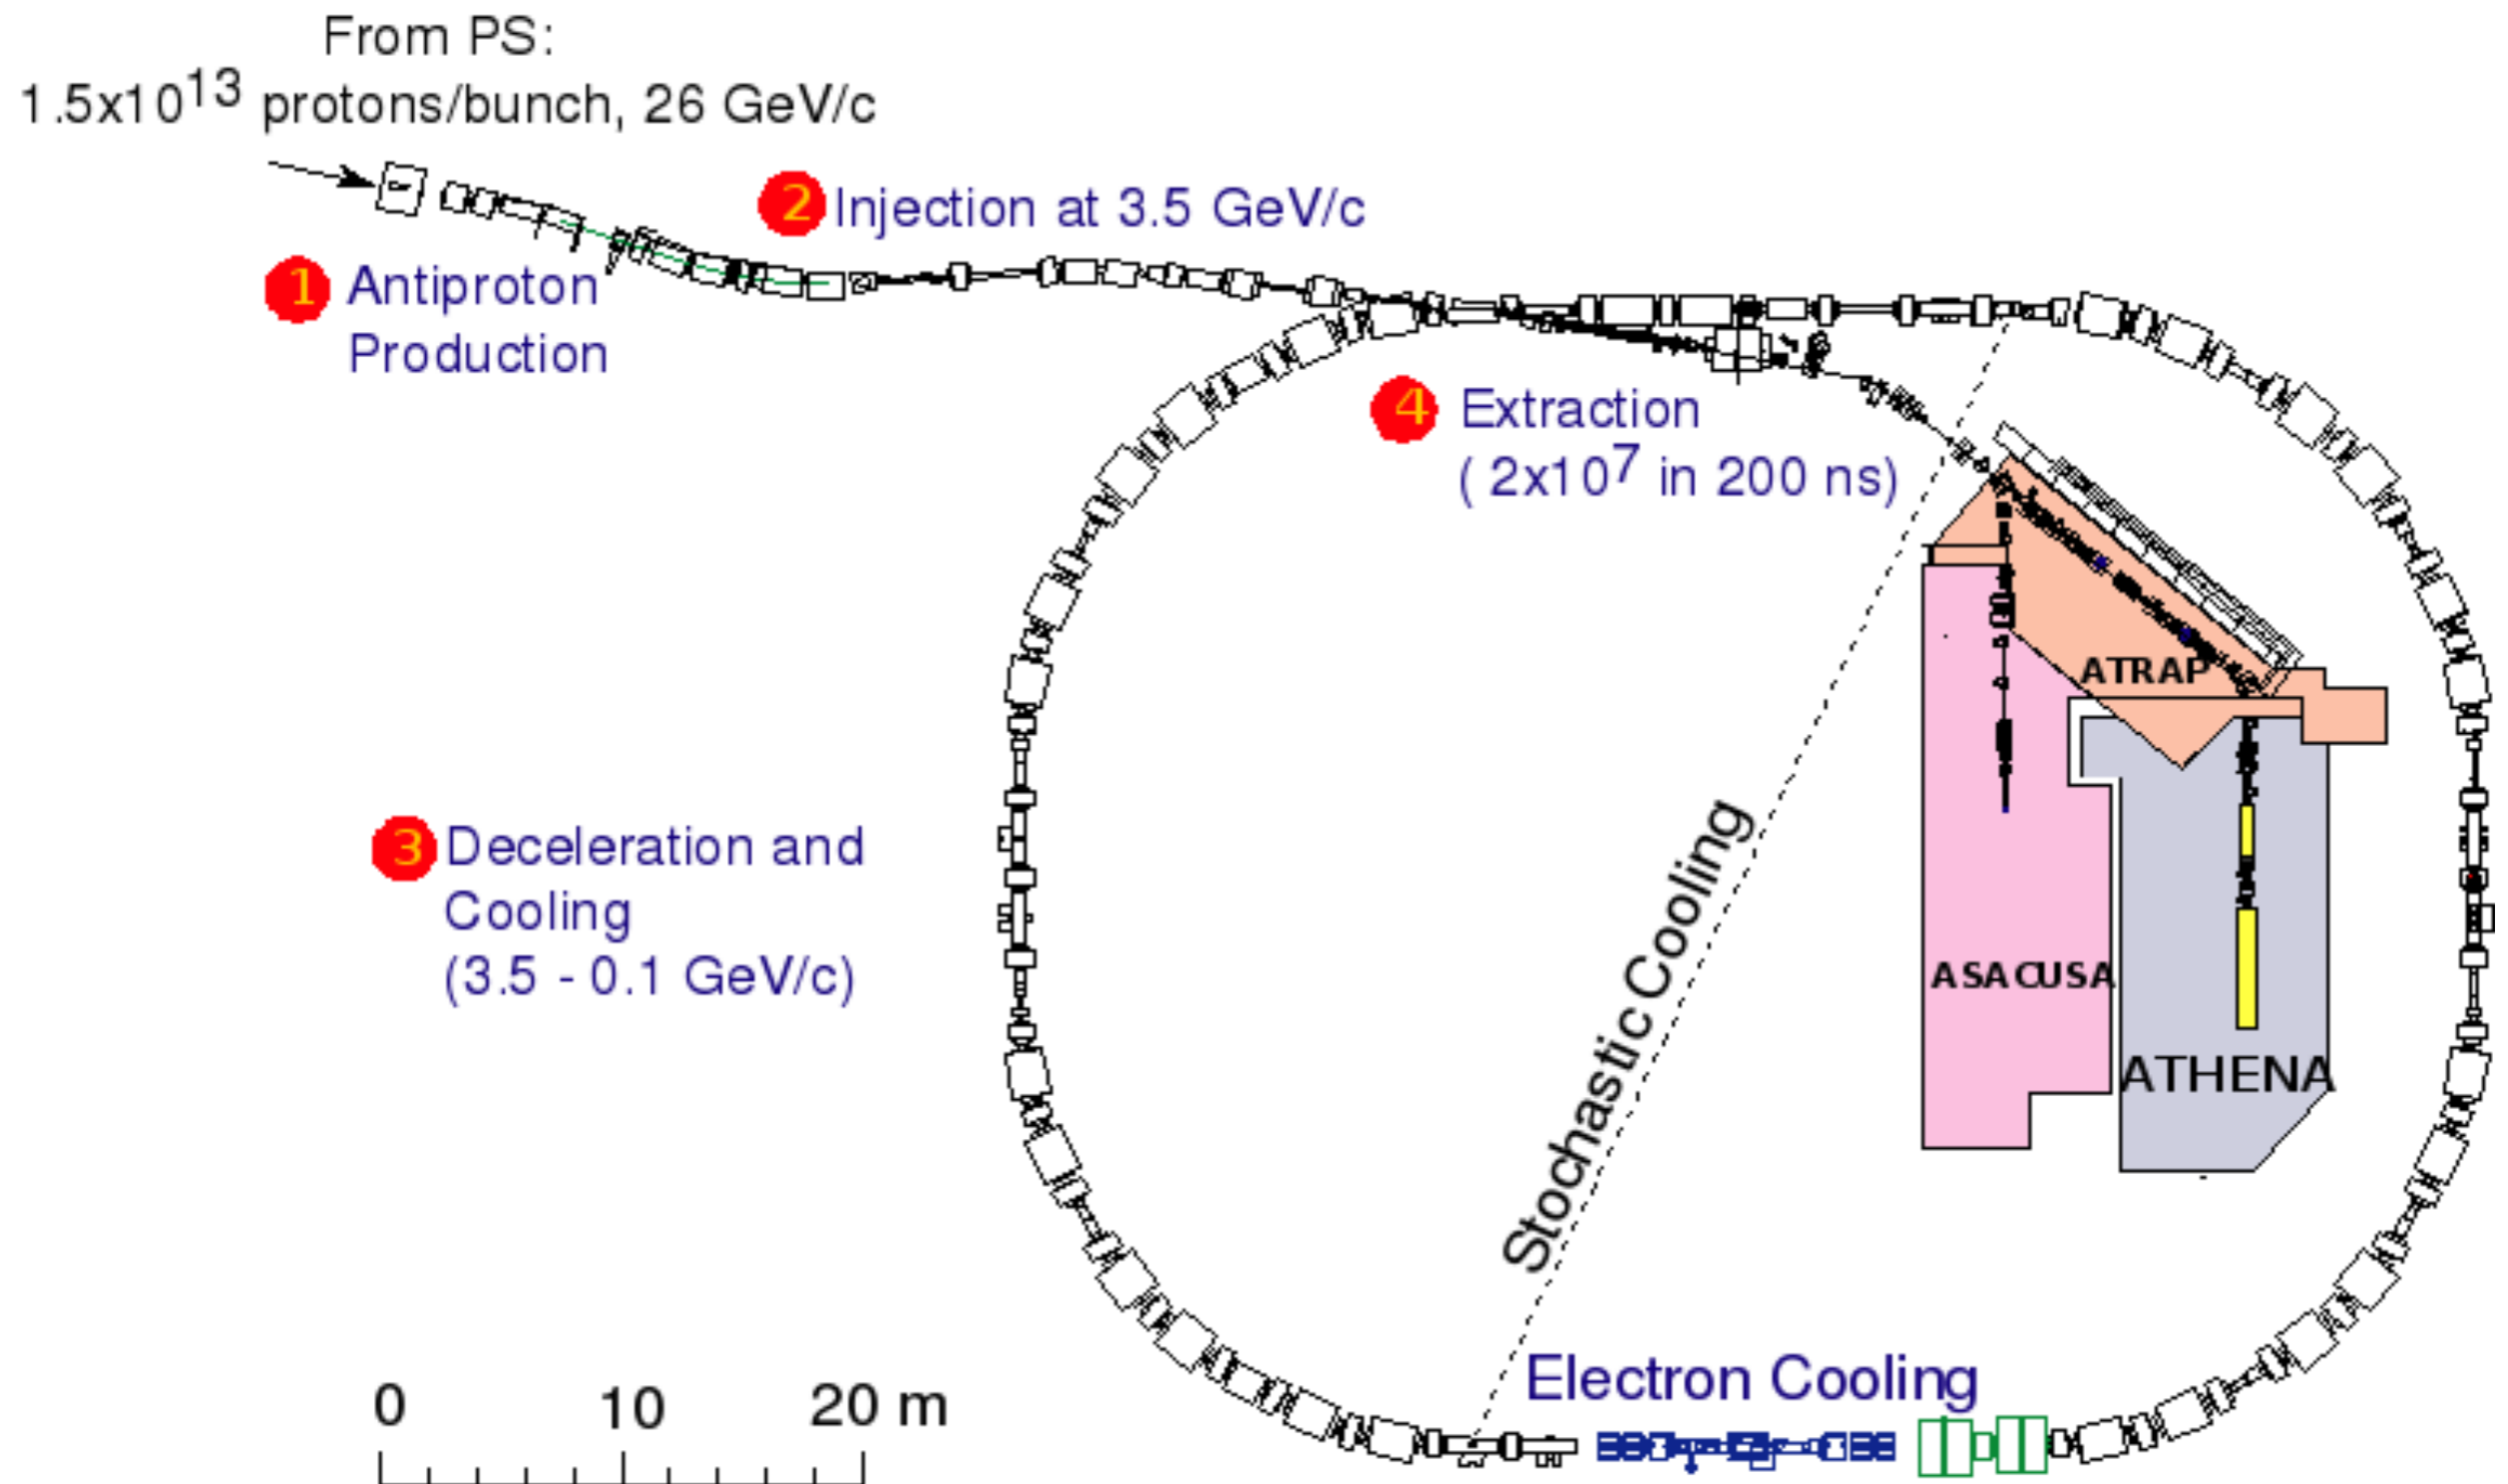 From PS:
1.5x10¹³ protons/bunch, 26 GeV/c
2 Injection at 3.5 GeV/c
1 Antiproton
Production
4 Extraction
( 2x10⁷ in 200 ns)
ATRAP
3 Deceleration and
Cooling
(3.5 - 0.1 GeV/c)
Stochastic Cooling
ASACUSA
ATHENA
Electron Cooling
0 10 20 m